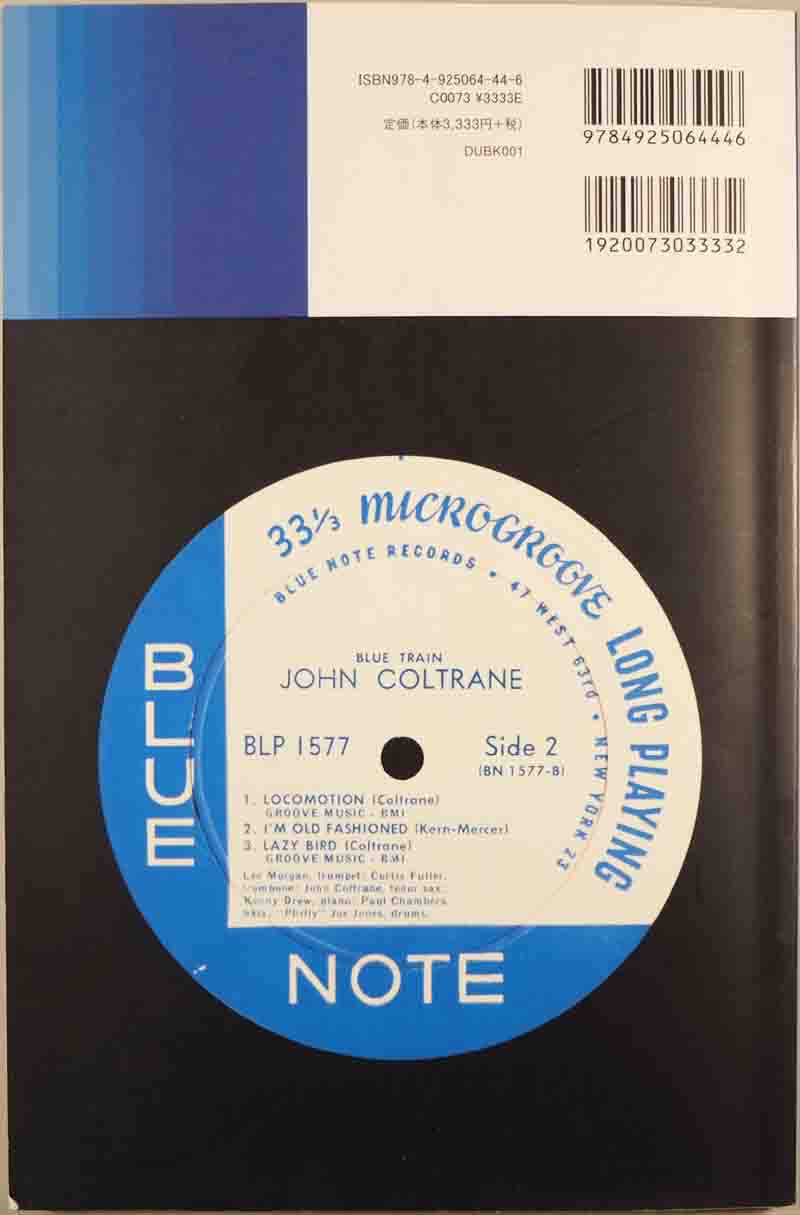 ISBN978-4-925064-44-6
C0073 ¥3333E
定価(本体3,333円+税)
DUBK001
9784925064446
1920073033332
33⅓ MICROGROOVE LONG PLAYING
BLUE NOTE RECORDS • 47 WEST 63rd • NEW YORK 23
BLUE TRAIN
JOHN COLTRANE
BLP 1577
Side 2
(BN 1577-B)
1. LOCOMOTION (Coltrane)
GROOVE MUSIC - BMI
2. I'M OLD FASHIONED (Kern-Mercer)
3. LAZY BIRD (Coltrane)
GROOVE MUSIC - BMI
Lee Morgan, trumpet; Curtis Fuller,
trombone; John Coltrane, tenor sax;
Kenny Drew, piano; Paul Chambers,
bass; "Philly" Joe Jones, drums.
BLUE
NOTE